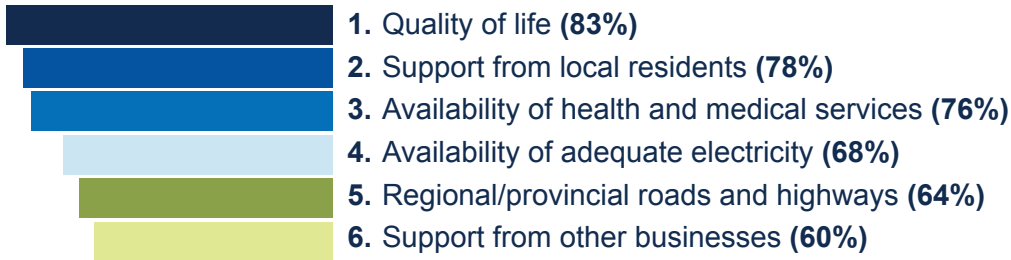 1. Quality of life (83%)
2. Support from local residents (78%)
3. Availability of health and medical services (76%)
4. Availability of adequate electricity (68%)
5. Regional/provincial roads and highways (64%)
6. Support from other businesses (60%)